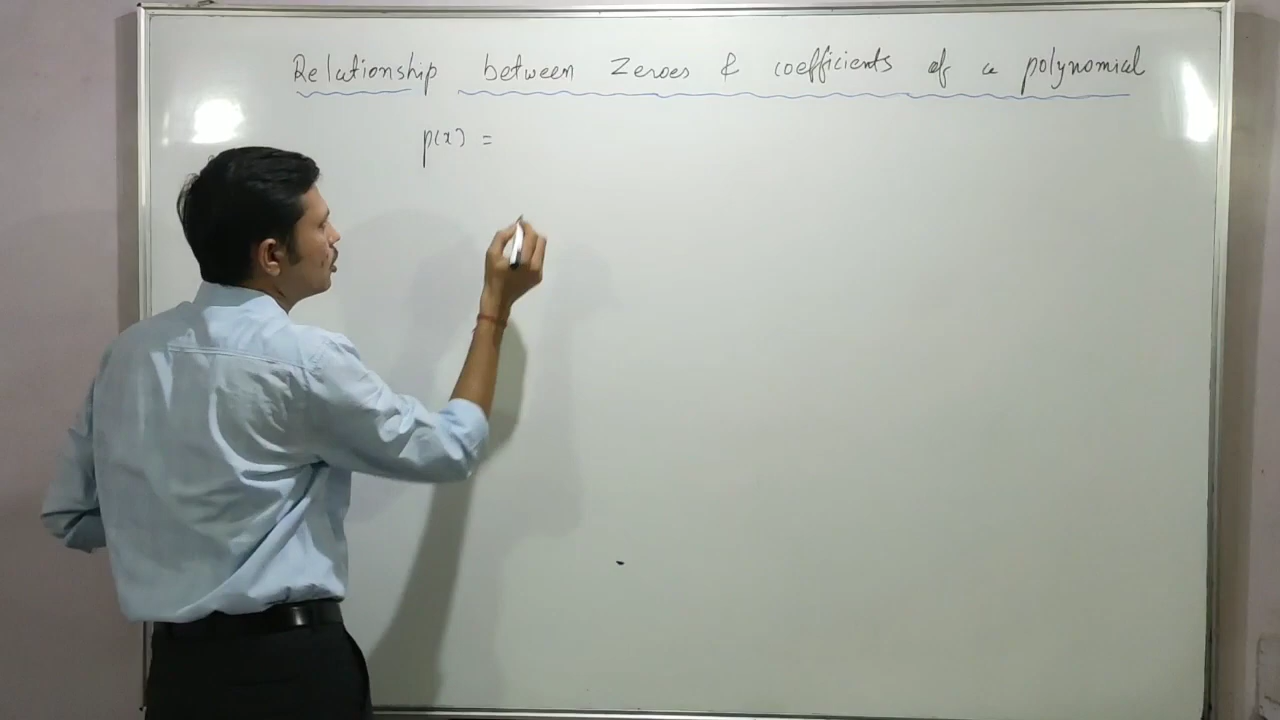 Relationship between Zeroes & coefficients of a polynomial
p(x) =